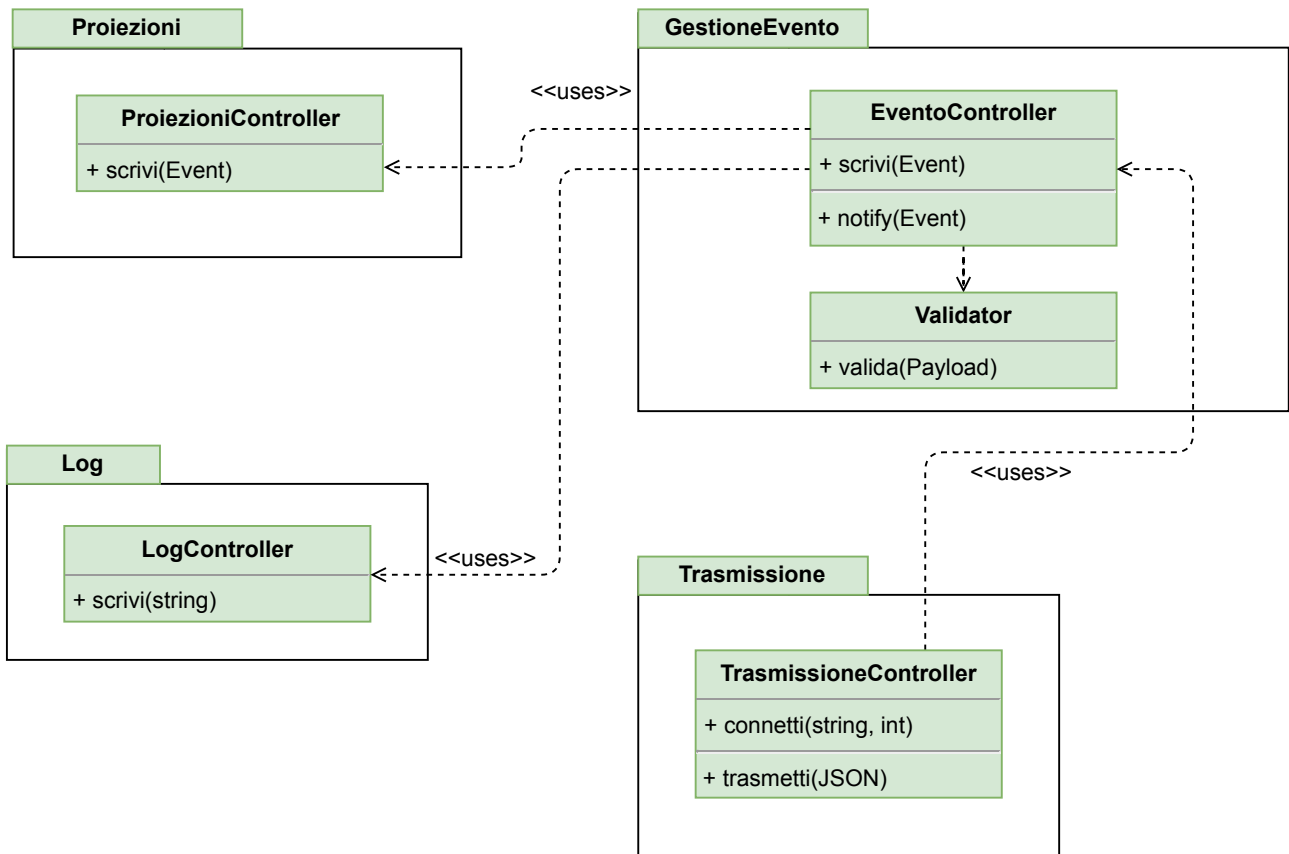 Proiezioni
ProiezioniController
+ scrivi(Event)
<<uses>>
GestioneEvento
EventoController
+ scrivi(Event)
+ notify(Event)
Validator
+ valida(Payload)
Log
LogController
+ scrivi(string)
<<uses>>
<<uses>>
Trasmissione
TrasmissioneController
+ connetti(string, int)
+ trasmetti(JSON)